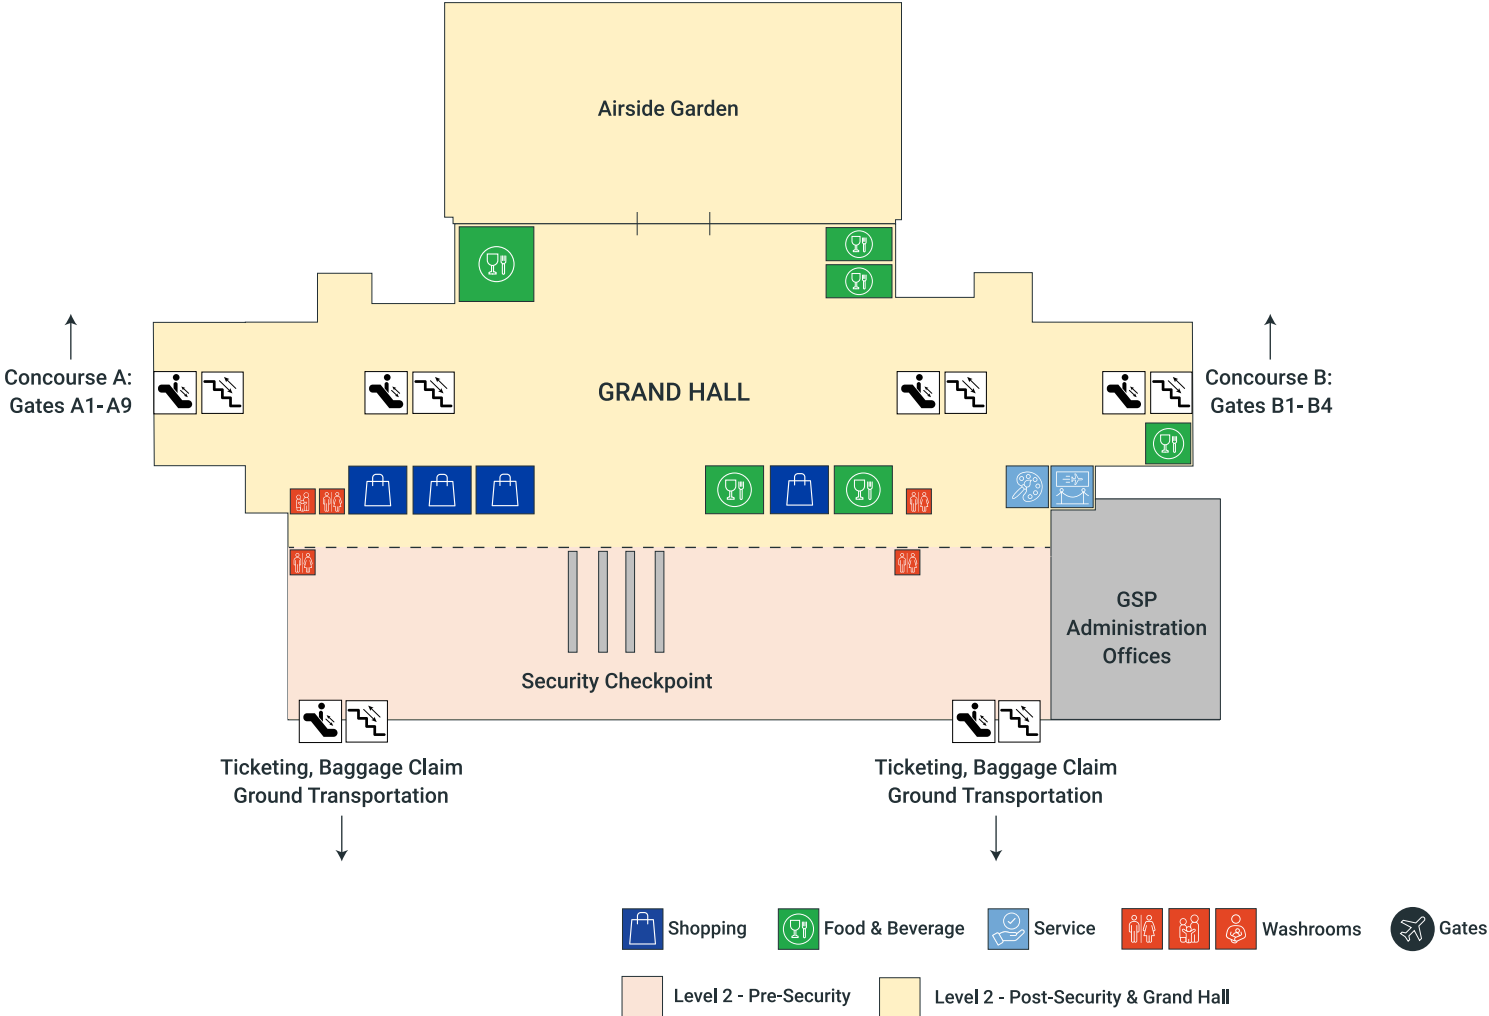 Airside Garden
GRAND HALL
Concourse A:
Gates A1-A9
Concourse B:
Gates B1-B4
GSP
Administration
Offices
Security Checkpoint
Ticketing, Baggage Claim
Ground Transportation
Ticketing, Baggage Claim
Ground Transportation
Shopping
Food & Beverage
Service
Washrooms
Gates
Level 2 - Pre-Security
Level 2 - Post-Security & Grand Hall